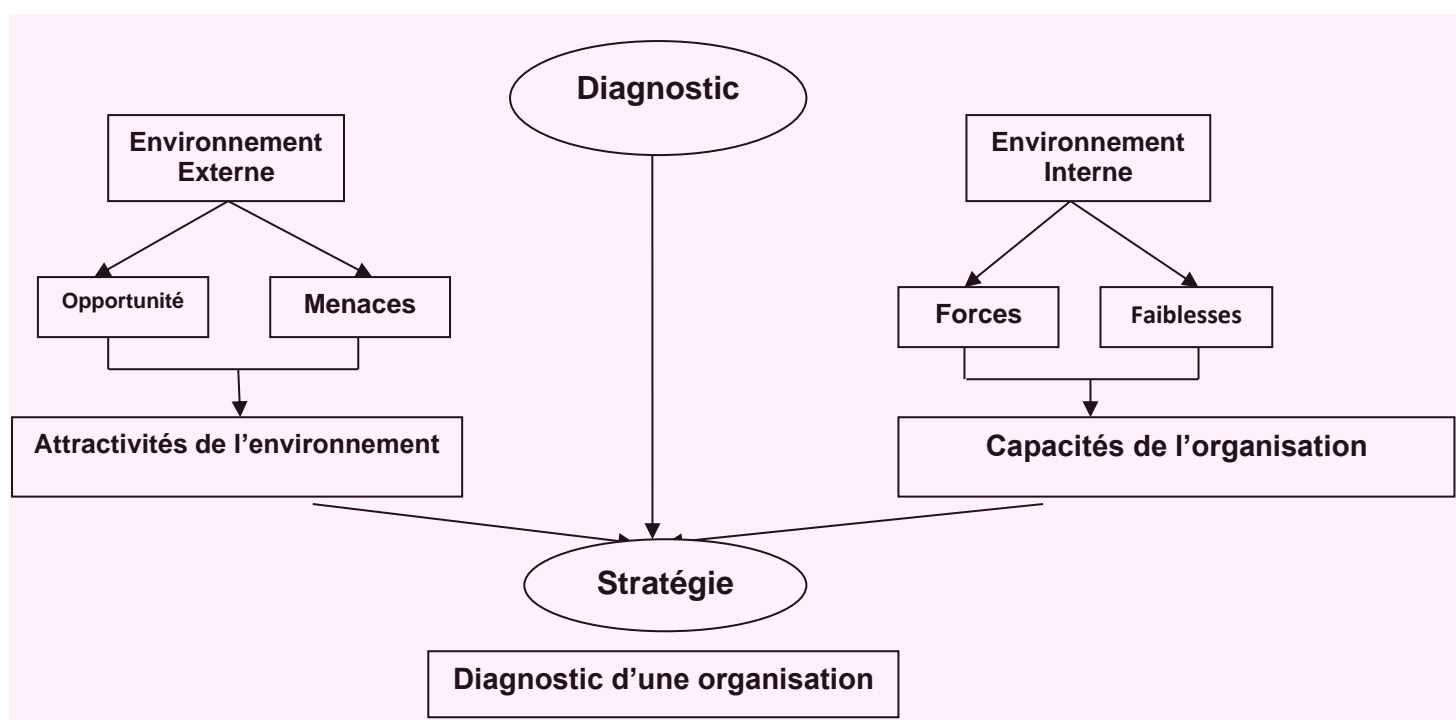 Diagnostic
Environnement
Externe
Environnement
Interne
Opportunité
Menaces
Forces
Faiblesses
Attractivités de l’environnement
Capacités de l’organisation
Stratégie
Diagnostic d’une organisation